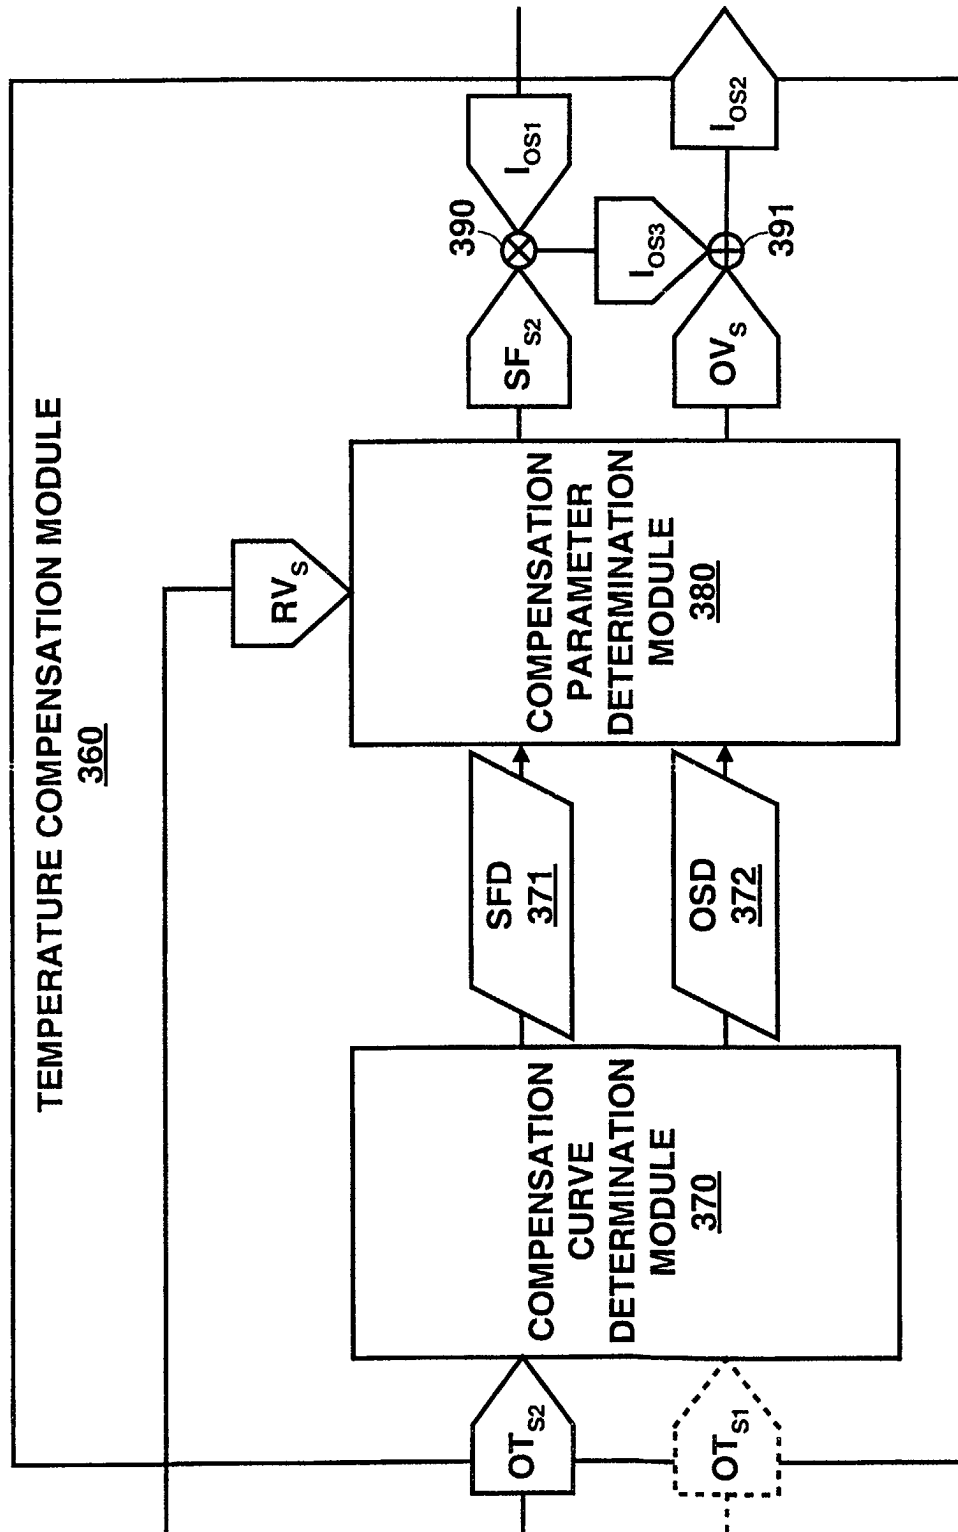 TEMPERATURE COMPENSATION MODULE
360
RVS
OTS2
OTS1
COMPENSATION
CURVE
DETERMINATION
MODULE
370
SFD
371
OSD
372
COMPENSATION
PARAMETER
DETERMINATION
MODULE
380
SFS2
OVS
390
IOS1
IOS3
391
IOS2